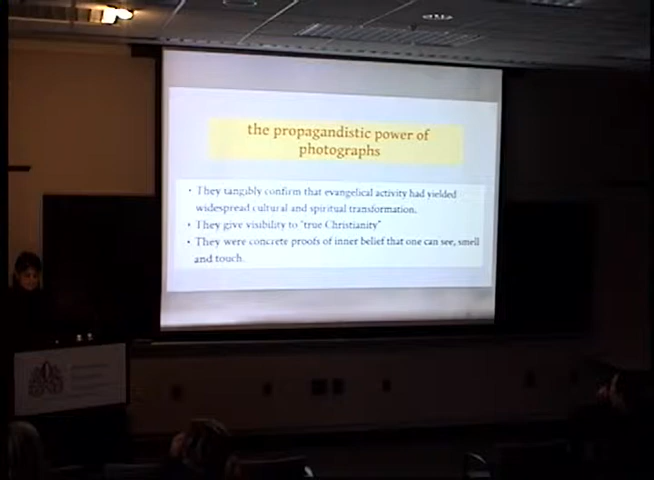 the propagandistic power of
photographs
• They tangibly confirm that evangelical activity had yielded
widespread cultural and spiritual transformation.
• They give visibility to "true Christianity"
• They were concrete proofs of inner belief that one can see, smell
and touch.